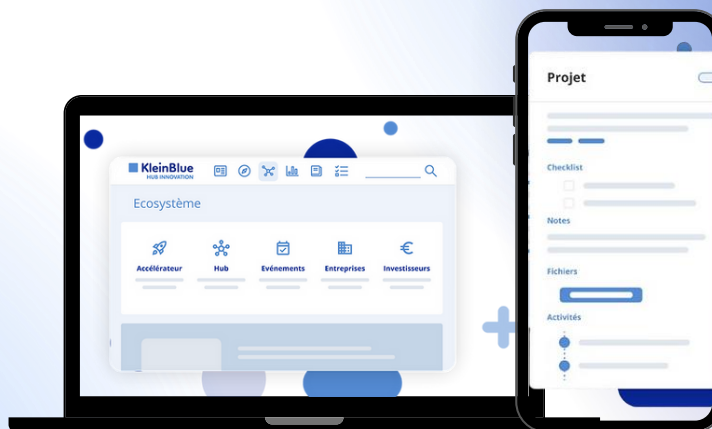 KleinBlue
HUB INNOVATION
Ecosystème
Accélérateur Hub Evénements Entreprises Investisseurs
Projet
Checklist
Notes
Fichiers
Activités